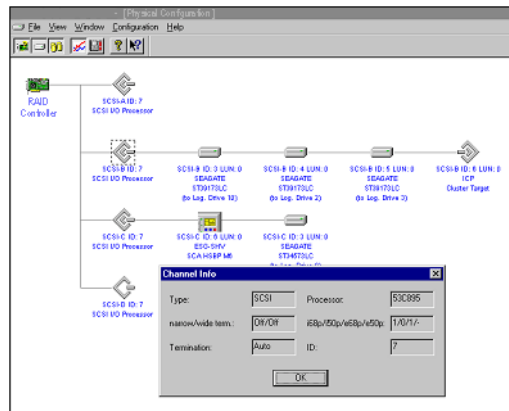 - [Physical Configuration]
File View Window Configuration Help
RAID
Controller
SCSI-A ID: 7
SCSI I/O Processor
SCSI-B ID: 7
SCSI I/O Processor
SCSI-B ID: 3 LUN: 0
SEAGATE
ST39173LC
(to Log. Drive 12)
SCSI-B ID: 4 LUN: 0
SEAGATE
ST39173LC
(to Log. Drive 2)
SCSI-B ID: 5 LUN: 0
SEAGATE
ST39173LC
(to Log. Drive 3)
SCSI-B ID: 6 LUN: 0
ICP
Cluster Target
SCSI-C ID: 7
SCSI I/O Processor
SCSI-C ID: 6 LUN: 0
ESG-SHV
SCA HSBP M6
SCSI-C ID: 3 LUN: 0
SEAGATE
ST34573LC
(to Log. Drive
SCSI-D ID: 7
SCSI I/O Processor
Channel Info
Type: SCSI Processor: 53C895
narrow/wide term.: Off/Off i68p/i50p/e68p/e50p: 1/0/1/-
Termination: Auto ID: 7
OK